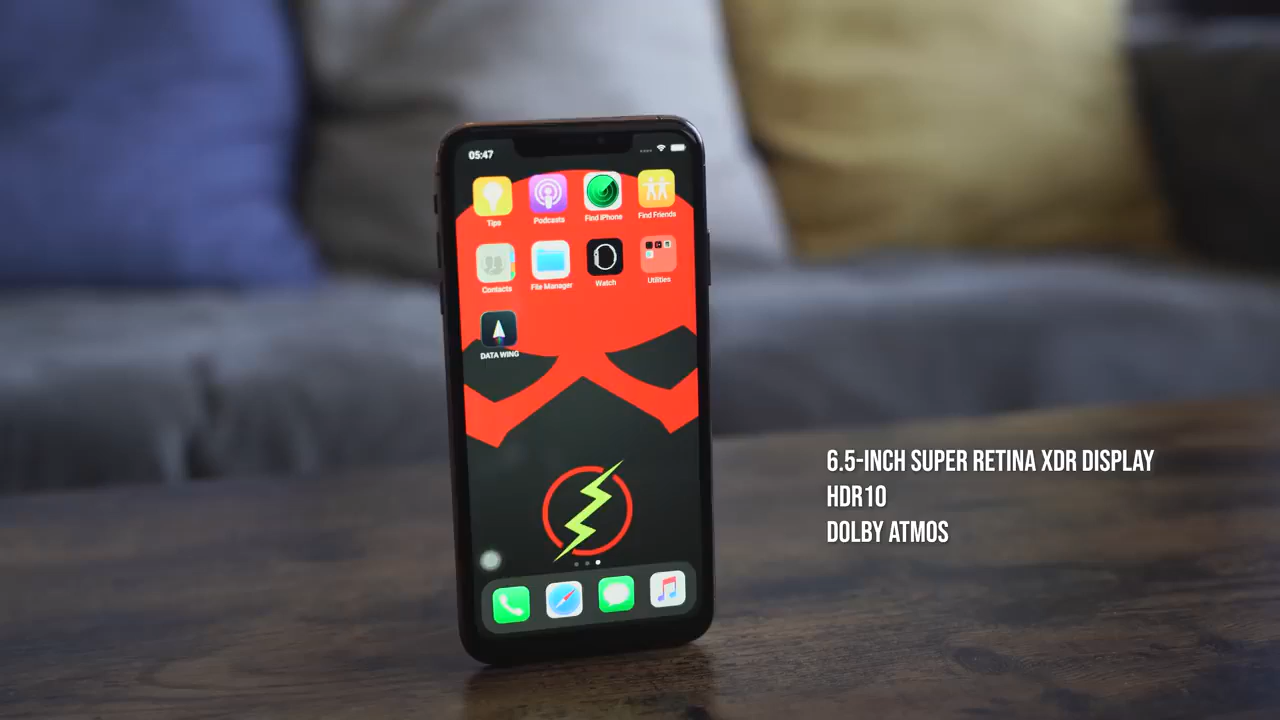 05:47
Tips
Podcasts
Find iPhone
Find Friends
Contacts
File Manager
Watch
Utilities
DATA WING
6.5-INCH SUPER RETINA XDR DISPLAY
HDR10
DOLBY ATMOS